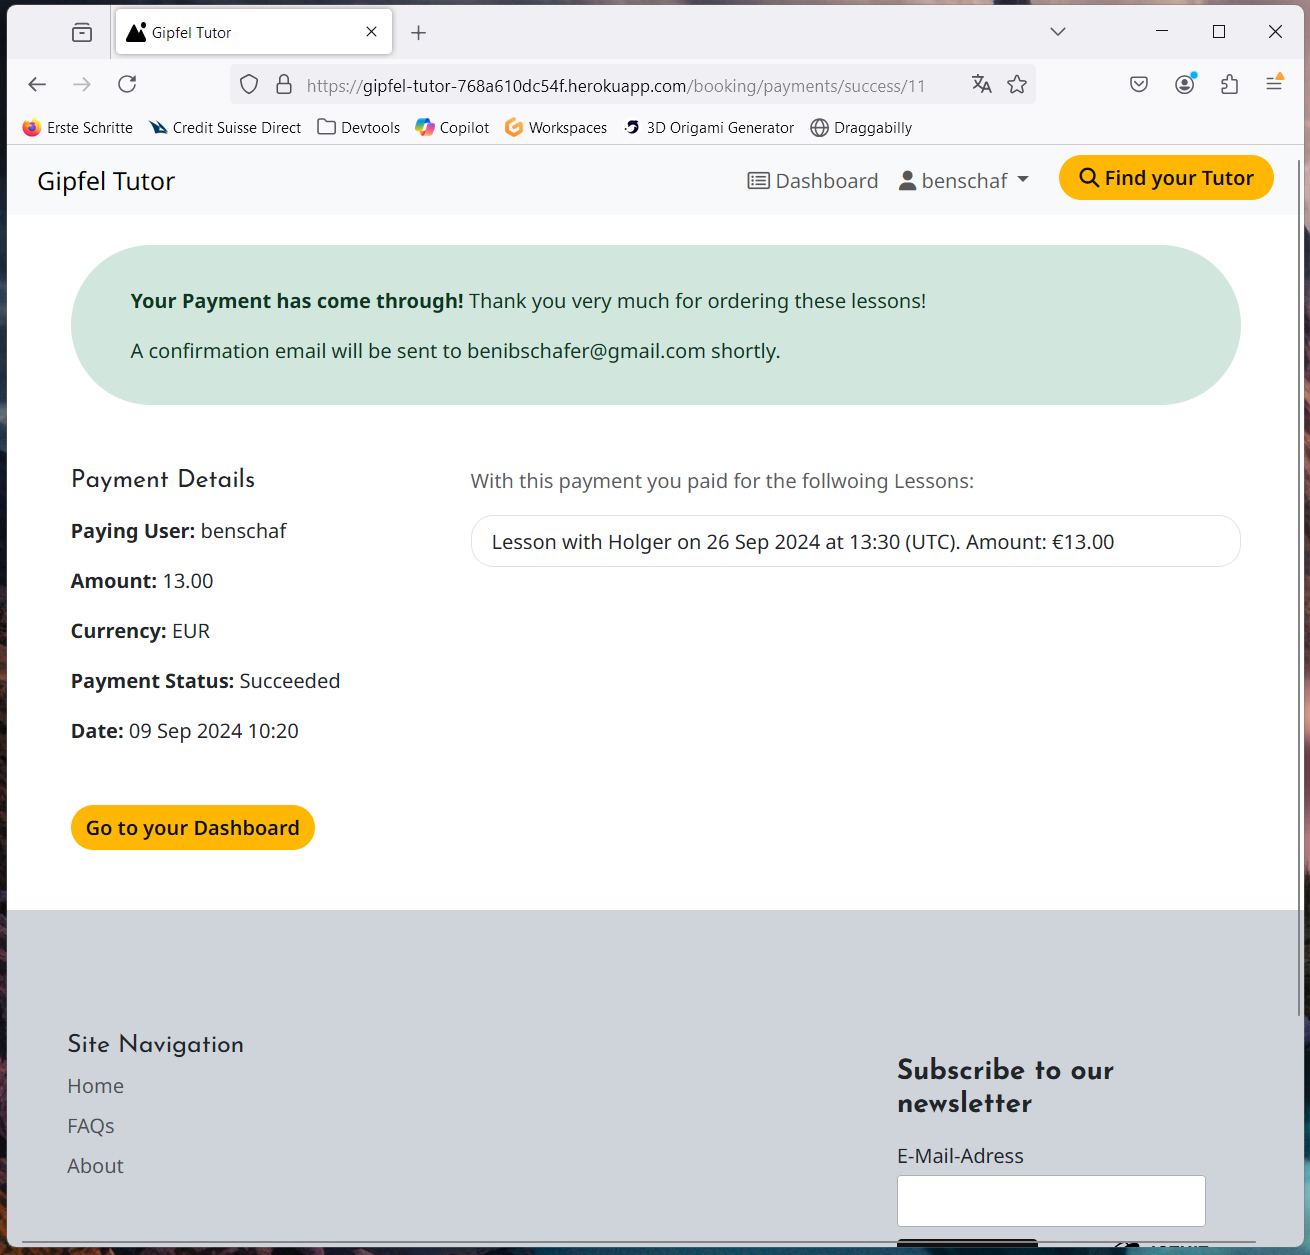 Gipfel Tutor
https://gipfel-tutor-768a610dc54f.herokuapp.com/booking/payments/success/11
Erste Schritte Credit Suisse Direct Devtools Copilot Workspaces 3D Origami Generator Draggabilly
Gipfel Tutor Dashboard benschaf Find your Tutor
Your Payment has come through! Thank you very much for ordering these lessons!
A confirmation email will be sent to benibschafer@gmail.com shortly.
Payment Details
Paying User: benschaf
Amount: 13.00
Currency: EUR
Payment Status: Succeeded
Date: 09 Sep 2024 10:20
With this payment you paid for the follwoing Lessons:
Lesson with Holger on 26 Sep 2024 at 13:30 (UTC). Amount: €13.00
Go to your Dashboard
Site Navigation
Home
FAQs
About
Subscribe to our
newsletter
E-Mail-Adress